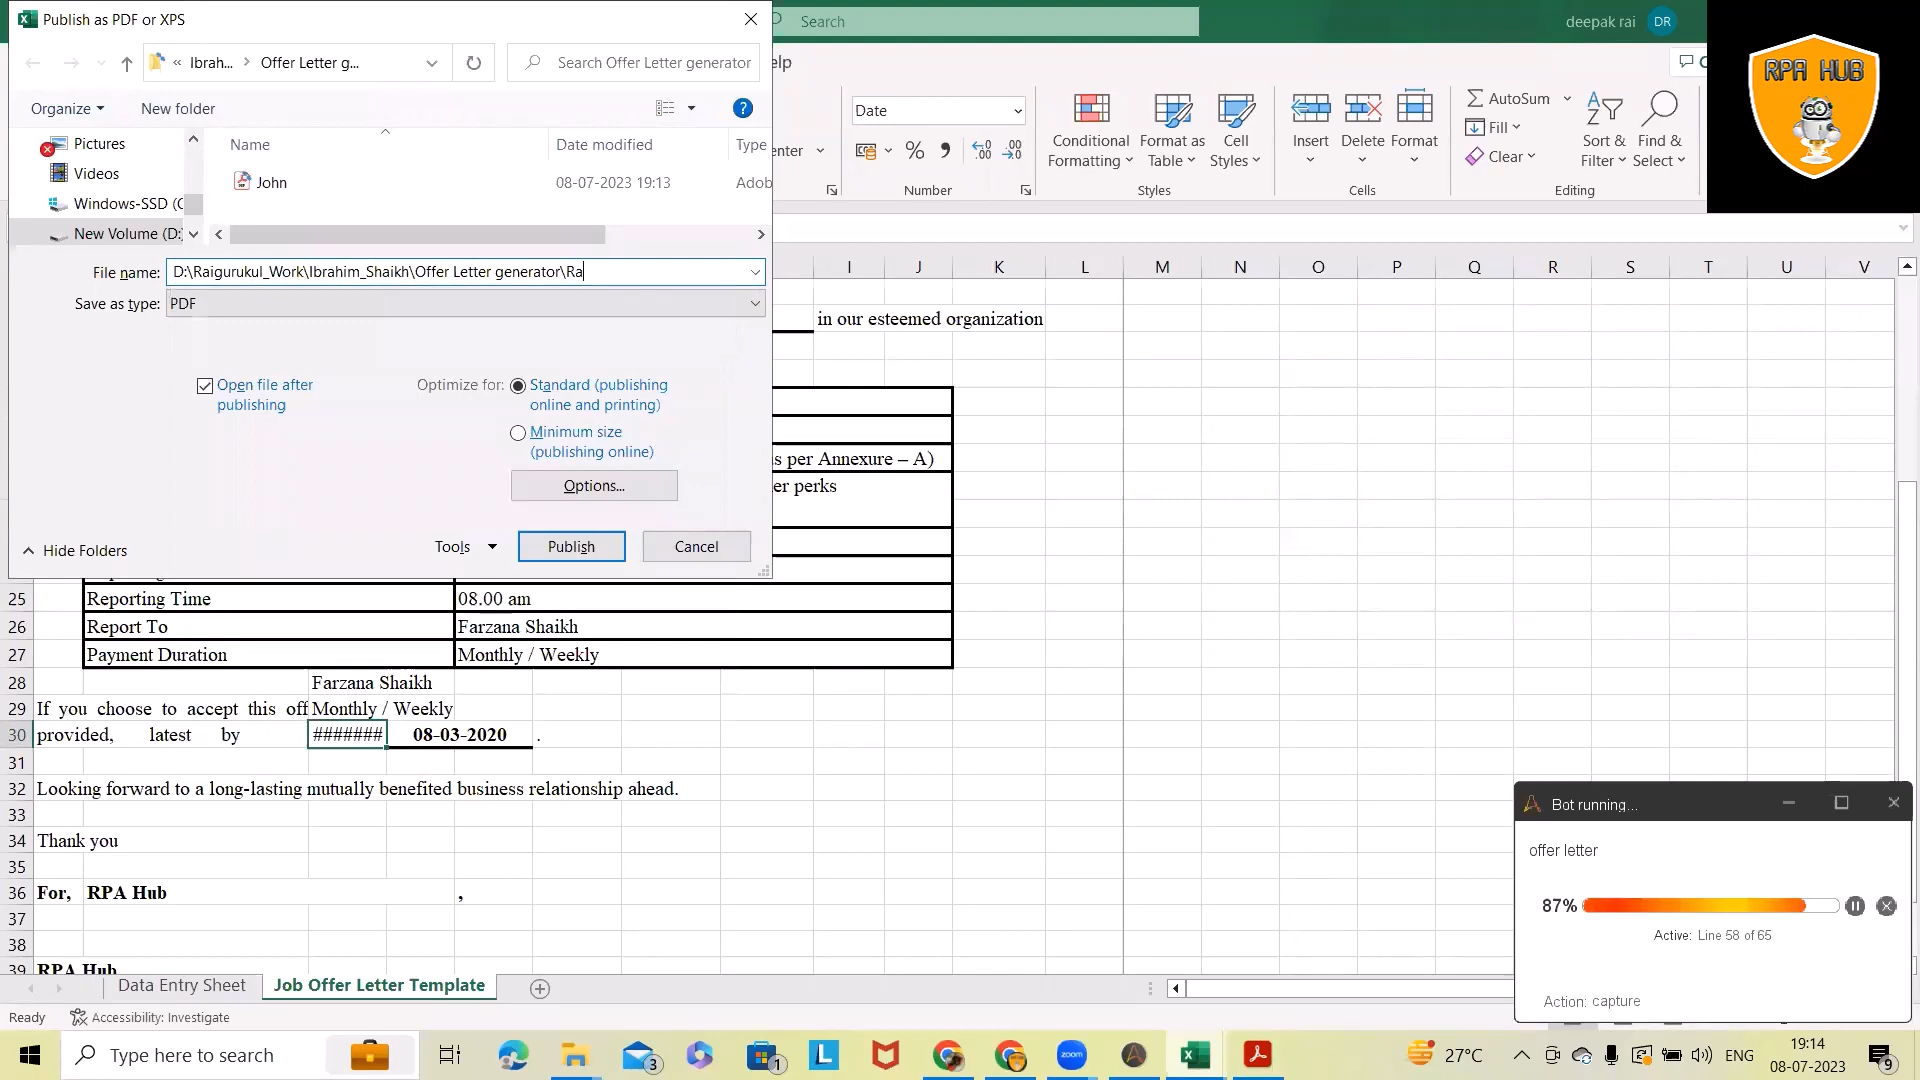 Publish as PDF or XPS
Search
deepak rai
DR
RPA HUB
« Ibrah... > Offer Letter g...
Search Offer Letter generator
elp
Organize
New folder
?
Pictures
Videos
Windows-SSD (C
New Volume (D:
Name
Date modified
Type
John
08-07-2023 19:13
Adob
File name: D:\Raigurukul_Work\Ibrahim_Shaikh\Offer Letter generator\Ra
Save as type: PDF
Open file after publishing
Optimize for:
Standard (publishing online and printing)
Minimum size (publishing online)
Options...
Hide Folders
Tools
Publish
Cancel
enter
Date
%
Number
Conditional Formatting
Format as Table
Cell Styles
Styles
Insert
Delete
Format
Cells
AutoSum
Fill
Clear
Sort & Filter
Find & Select
Editing
I J K L M N O P Q R S T U V
in our esteemed organization
s per Annexure – A)
er perks
25 Reporting Time 08.00 am
26 Report To Farzana Shaikh
27 Payment Duration Monthly / Weekly
28 Farzana Shaikh
29 If you choose to accept this off Monthly / Weekly
30 provided, latest by ####### 08-03-2020 .
31
32 Looking forward to a long-lasting mutually benefited business relationship ahead.
33
34 Thank you
35
36 For, RPA Hub ,
37
38
39 RPA Hub
Data Entry Sheet
Job Offer Letter Template
Ready
Accessibility: Investigate
Bot running...
offer letter
87%
Active: Line 58 of 65
Action: capture
Type here to search
3
1
L
zoom
27°C
ENG
19:14
08-07-2023
9